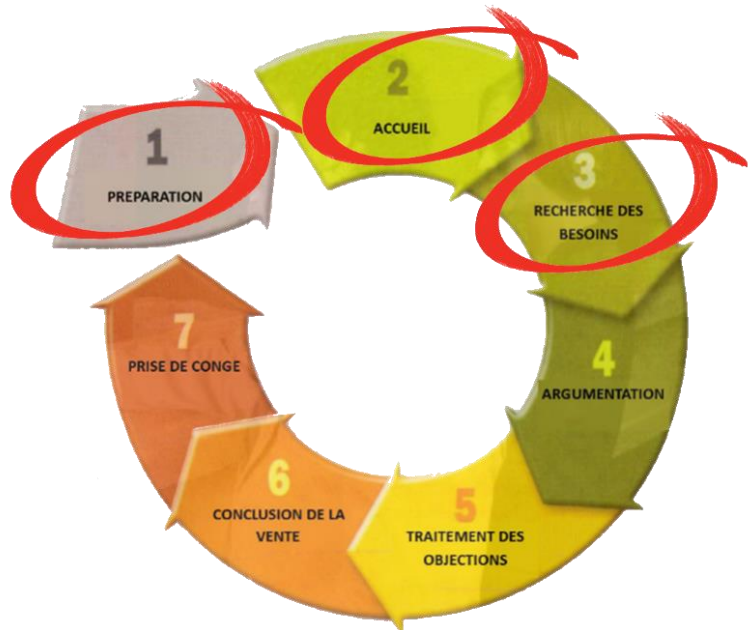 1
PREPARATION
2
ACCUEIL
3
RECHERCHE DES
BESOINS
4
ARGUMENTATION
5
TRAITEMENT DES
OBJECTIONS
6
CONCLUSION DE LA
VENTE
7
PRISE DE CONGE